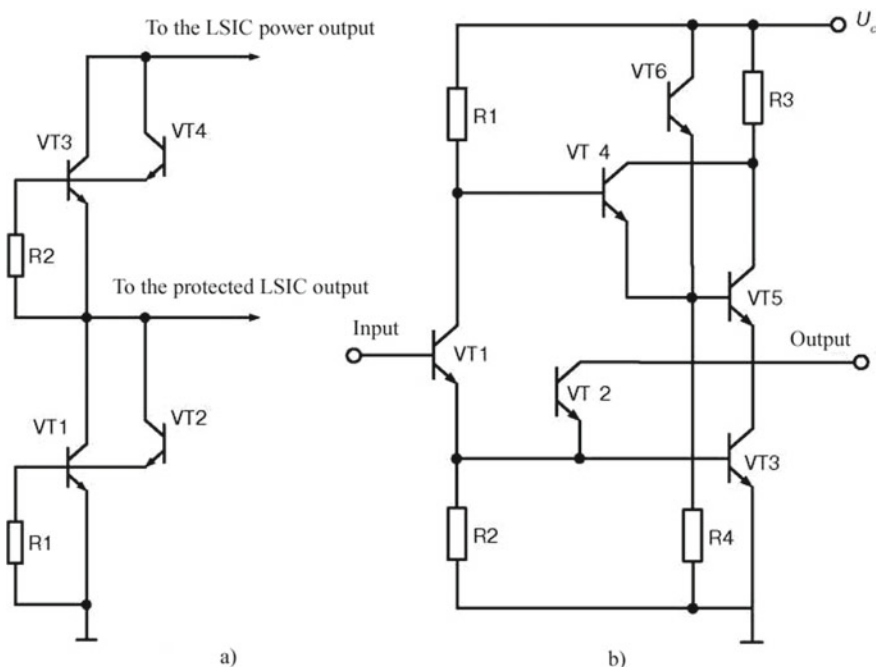 To the LSIC power output
VT3
VT4
R2
To the protected LSIC output
VT1
VT2
R1
a)
VT6
R1
R3
VT 4
VT5
Input
Output
VT1
VT 2
VT3
R2
R4
b)